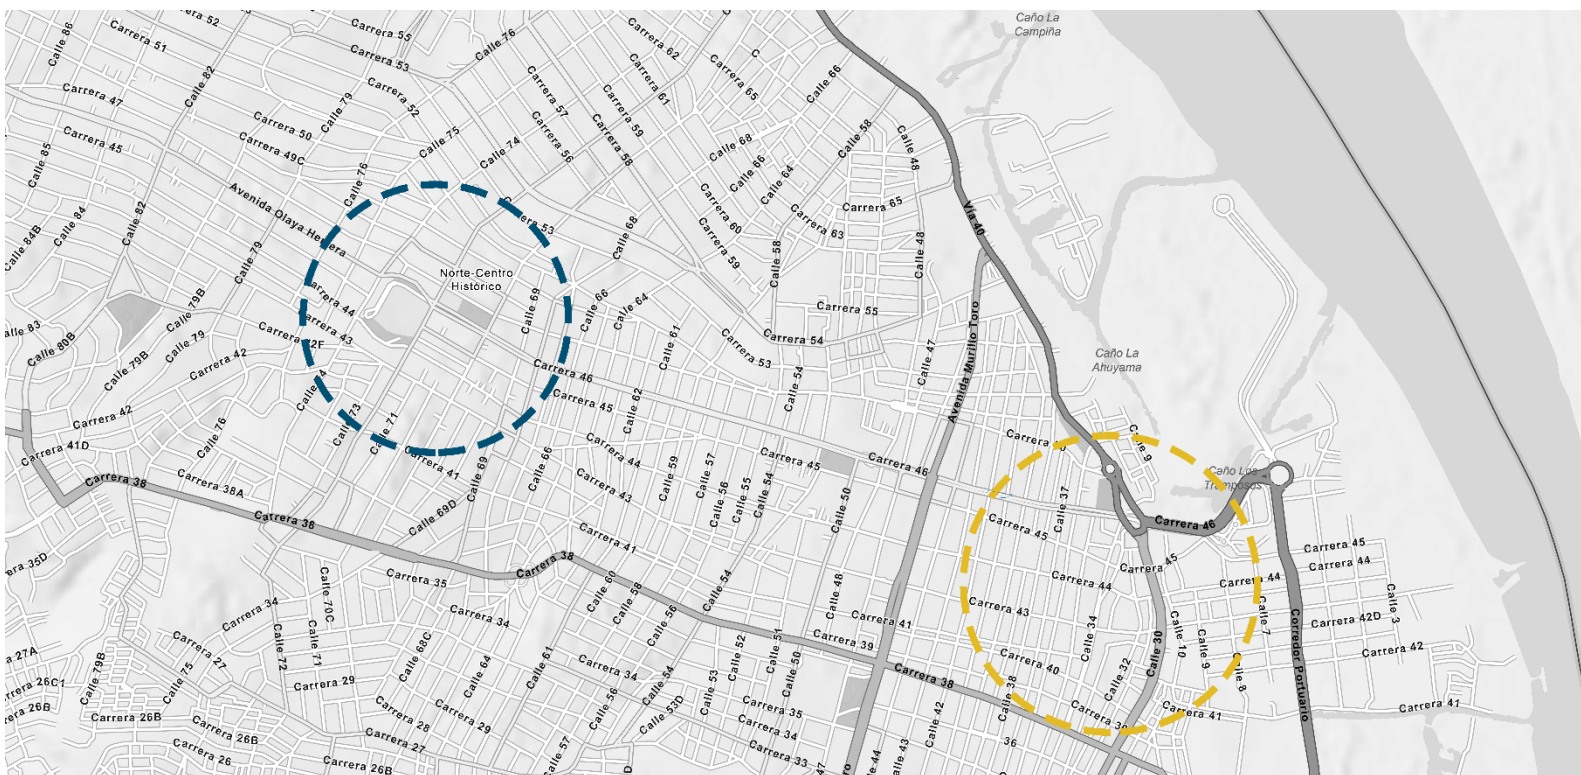 Carrera 52
Carrera 55
Caño La
Campiña
Calle 86
Carrera 51
Calle 76
Carrera 62
C
Carrera 53
Calle 82
Calle 66
Carrera 65
Carrera 47
Carrera 52
Calle 79
Carrera 61
Carrera 57
Carrera 59
Calle 58
Carrera 50
Calle 75
Calle 74
Carrera 58
Calle 68
Carrera 45
Calle 85
Carrera 49C
Carrera 56
Calle 66
Calle 64
Calle 48
Calle 76
Avenida Olaya Herrera
Carrera 65
Calle 84
Calle 82
Calle 84B
Carrera 53
Calle 68
Carrera 60
Carrera 63
Vía 40
Calle 79
Carrera 59
Calle 58
Calle 48
Norte-Centro
Histórico
Carrera 44
Calle 79B
Calle 69
Calle 66
Calle 64
Carrera 55
Carrera 43
Calle 83
Calle 80B
Calle 79
Calle 79B
Carrera 42
Calle 61
Carrera 54
Carrera 53
Calle 47
Avenida Murillo Toro
Caño La
Ahuyama
Carrera 46
Calle 54
Carrera 42
Calle 76
Calle 73
Calle 71
Carrera 45
Calle 62
Carrera 41D
Carrera 41
Calle 69
Calle 66
Carrera 44
Calle 59
Calle 57
Carrera 45
Carrera 46
Calle 9
Caño Los
Tramposos
Carrera 38
Carrera 38A
Carrera 43
Calle 56
Calle 55
Calle 54
Calle 50
Calle 37
Carrera 38
Calle 69D
Carrera 45
Carrera 46
Carrera 41
Carrera 45
Carrera 45
Carrera 44
Carrera 35
Carrera 38
Calle 60
Calle 58
Calle 54
Calle 48
Carrera 44
Carrera 44
Carrera 34
Calle 70C
Carrera 34
Calle 56
Carrera 41
Carrera 43
Calle 34
Calle 30
Calle 10
Calle 7
Carrera 42D
Calle 3
Corredor Portuario
Carrera 27
Calle 72
Calle 71
Calle 68C
Calle 64
Calle 61
Carrera 34
Calle 52
Calle 51
Calle 50
Carrera 39
Carrera 40
Calle 32
Calle 9
Calle 8
Carrera 42
Calle 79B
Calle 75
Carrera 29
Calle 54
Calle 53
Carrera 38
Calle 38
Carrera 41
Carrera 41
Carrera 26B
Carrera 28
Carrera 29
Calle 56
Calle 53D
Carrera 35
Carrera 34
Calle 42
36
Carrera 26B
Carrera 27
Carrera 26
Carrera 26B
Calle 57
Carrera 33
Calle 44
Calle 43